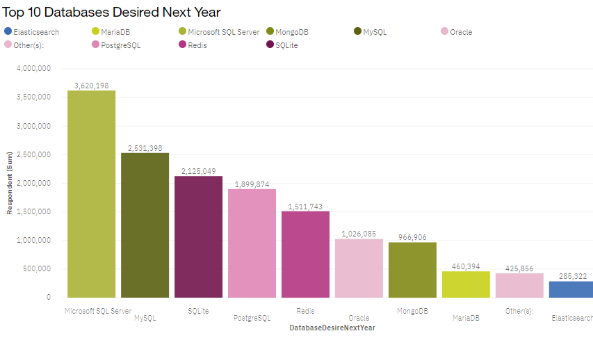 Top 10 Databases Desired Next Year
Elasticsearch MariaDB Microsoft SQL Server MongoDB MySQL Oracle
Other(s): PostgreSQL Redis SQLite
4,000,000
3,500,000
3,000,000
2,500,000
2,000,000
1,500,000
1,000,000
500,000
0
Respondent (Sum)
3,620,198
2,531,398
2,125,049
1,899,874
1,511,743
1,026,085
966,906
460,394
425,856
285,322
Microsoft SQL Server
MySQL
SQLite
PostgreSQL
Redis
Oracle
MongoDB
MariaDB
Other(s):
Elasticsearch
DatabaseDesireNextYear